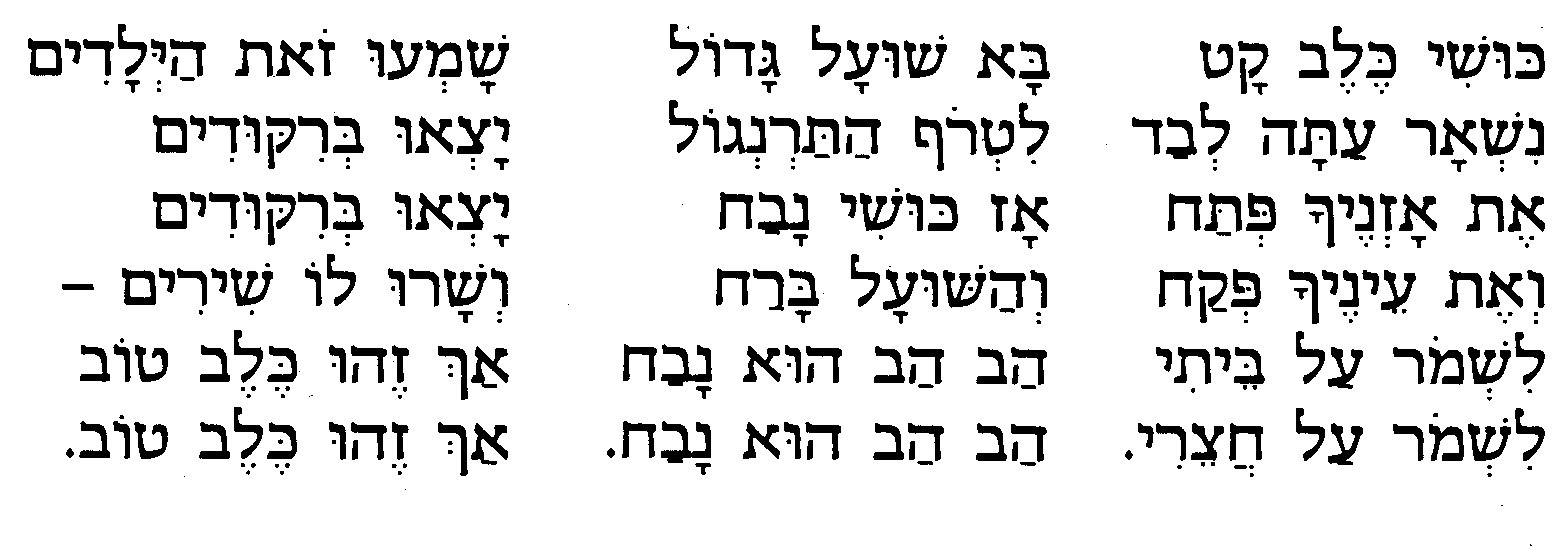 כּוּשִׁי כֶּלֶב קָט
נִשְׁאָר עַתָּה לְבַד
אֶת אָזְנֶיךָ פְּתַח
וְאֶת עֵינֶיךָ פְּקַח
לִשְׁמֹר עַל בֵּיתִי
לִשְׁמֹר עַל חֲצֵרִי.
בָּא שׁוּעָל גָּדוֹל
לִטְרֹף הַתַּרְנְגוֹל
אָז כּוּשִׁי נָבַח
וְהַשּׁוּעָל בָּרַח
הַב הַב הוּא נָבַח
הַב הַב הוּא נָבַח.
שָׁמְעוּ זֹאת הַיְּלָדִים
יָצְאוּ בְּרִקּוּדִים
יָצְאוּ בְּרִקּוּדִים
וְשָׁרוּ לוֹ שִׁירִים –
אַךְ זֶהוּ כֶּלֶב טוֹב
אַךְ זֶהוּ כֶּלֶב טוֹב.